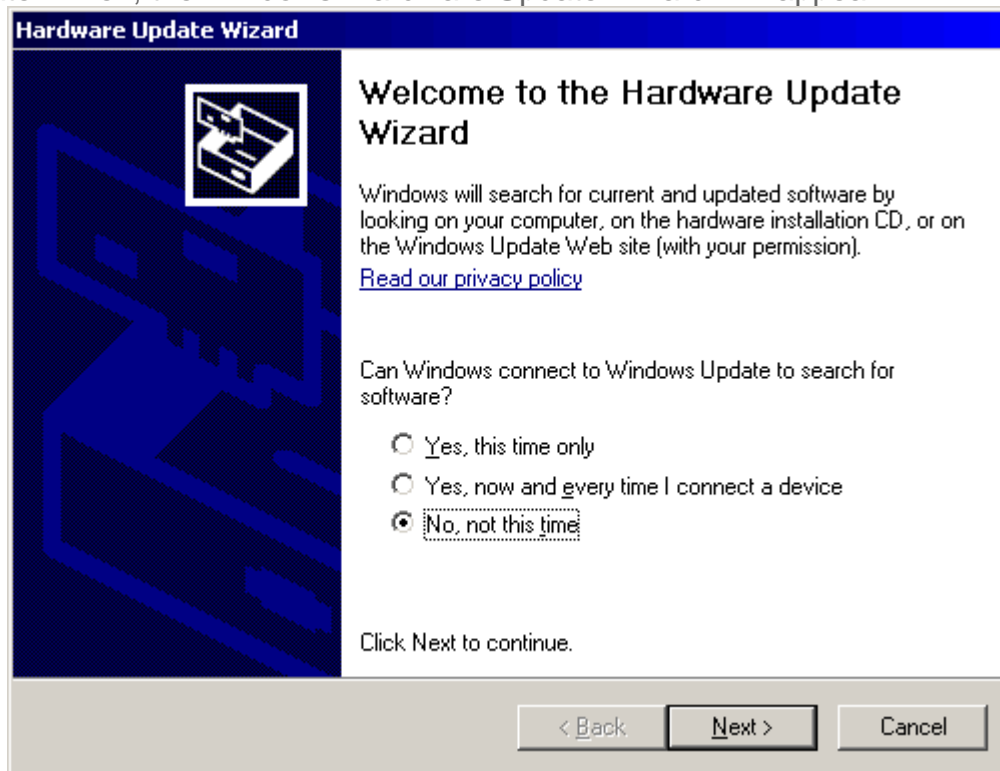 Hardware Update Wizard
Welcome to the Hardware Update
Wizard
Windows will search for current and updated software by
looking on your computer, on the hardware installation CD, or on
the Windows Update Web site (with your permission).
Read our privacy policy
Can Windows connect to Windows Update to search for
software?
Yes, this time only
Yes, now and every time I connect a device
No, not this time
Click Next to continue.
< Back Next > Cancel